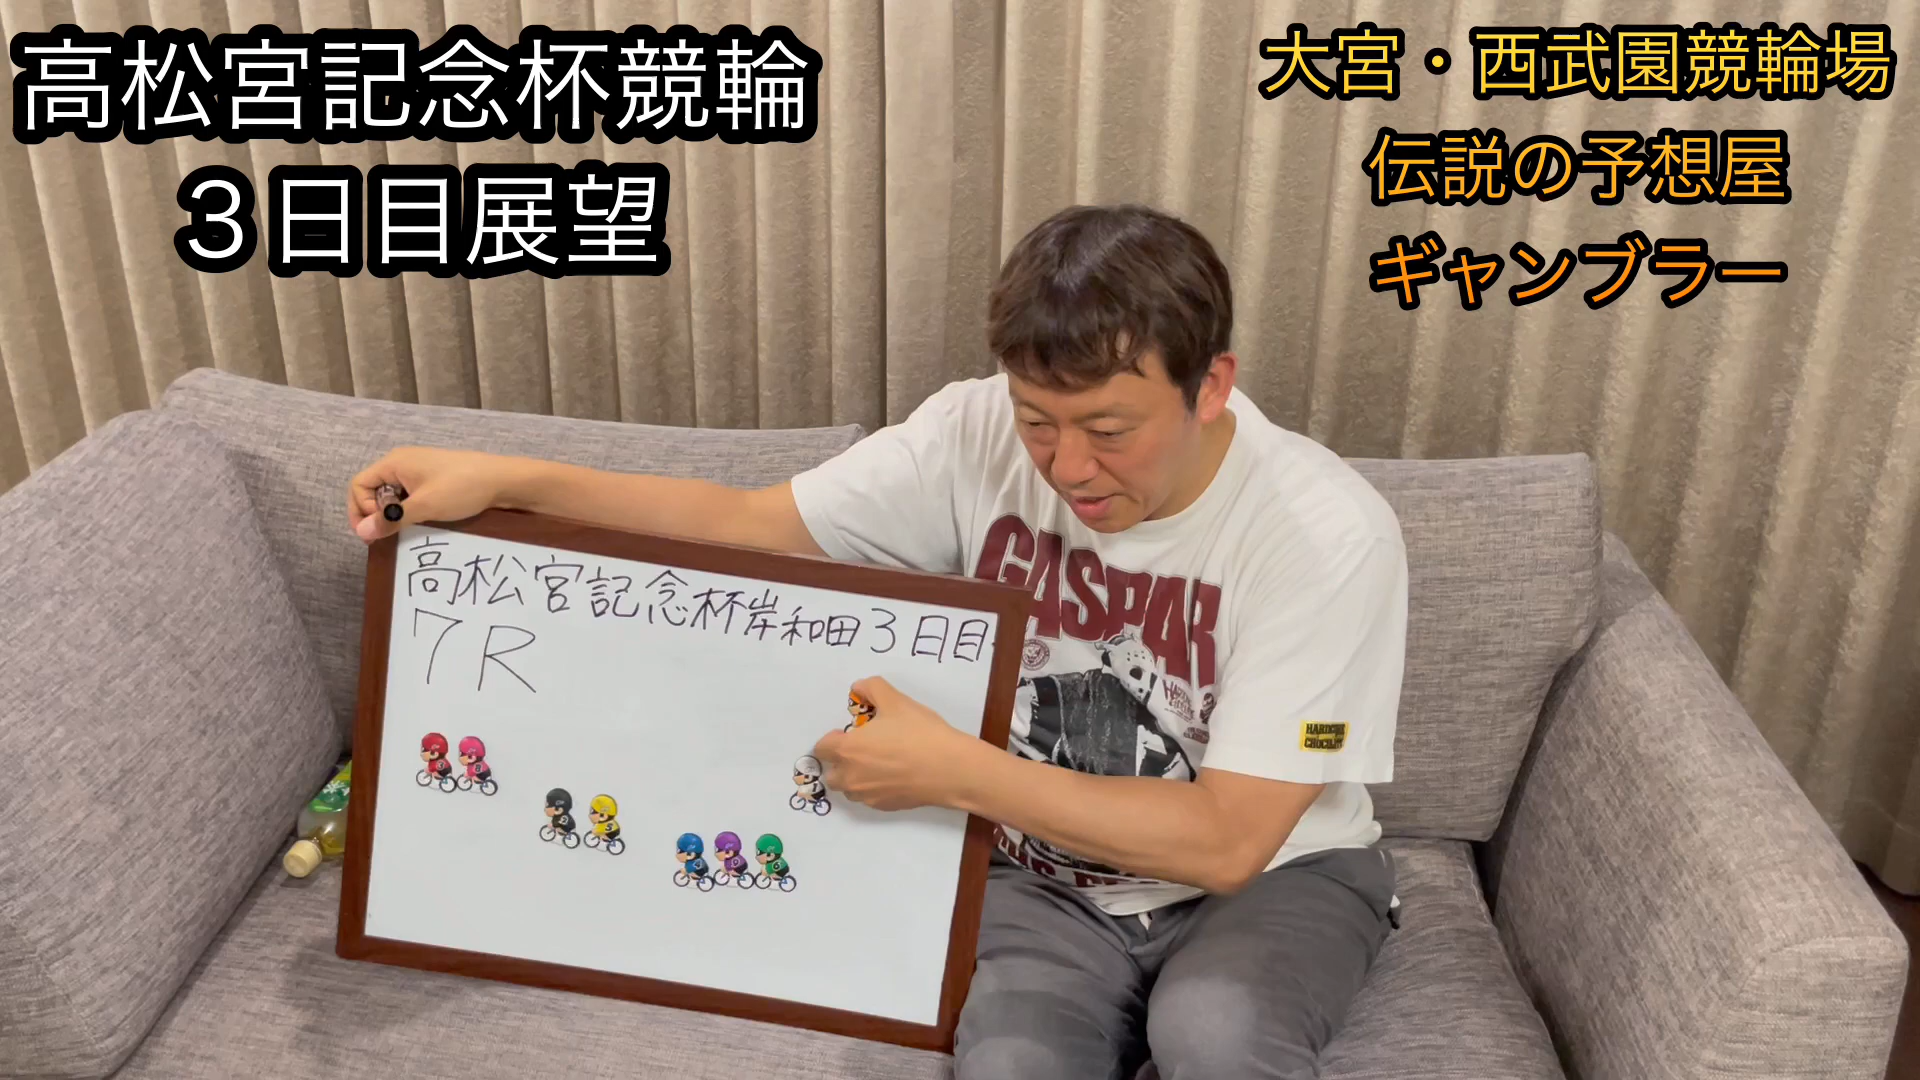 高松宮記念杯競輪
３日目展望
大宮・西武園競輪場
伝説の予想屋
ギャンブラー
高松宮記念杯岸和田3日目
7R
GASPAR
HARDCORE
CHOCOLATE